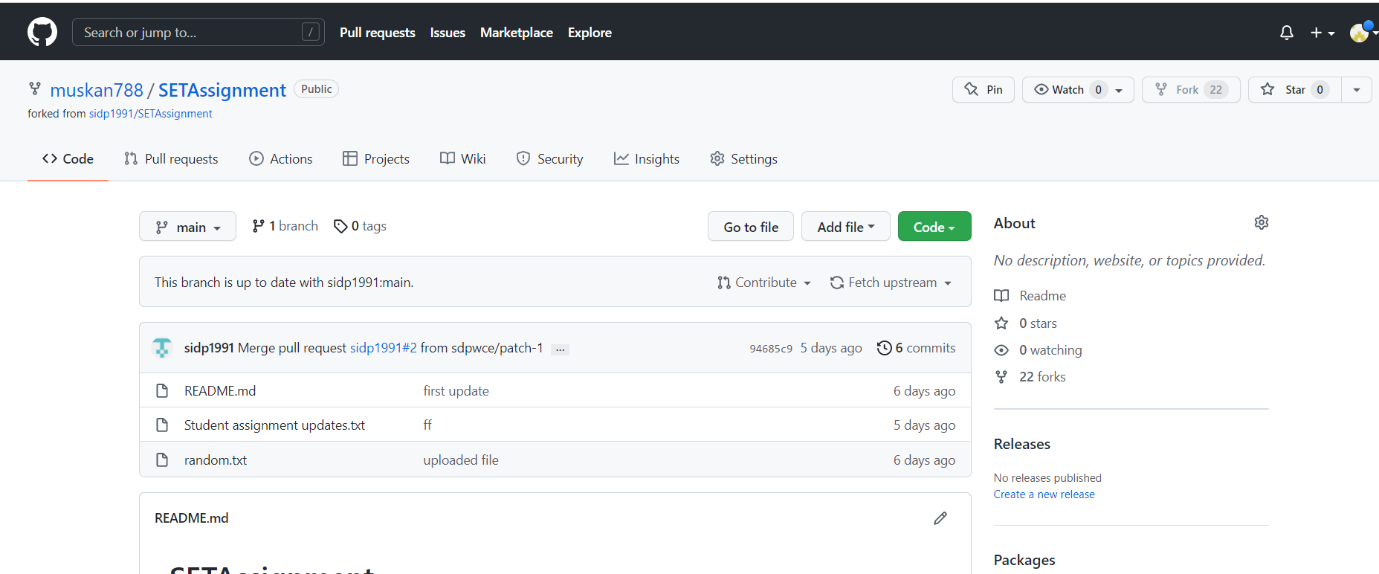 Search or jump to... /
Pull requests Issues Marketplace Explore
muskan788 / SETAssignment Public
Pin Watch 0 Fork 22 Star 0
forked from sidp1991/SETAssignment
Code Pull requests Actions Projects Wiki Security Insights Settings
main 1 branch 0 tags Go to file Add file Code
This branch is up to date with sidp1991:main. Contribute Fetch upstream
sidp1991 Merge pull request sidp1991#2 from sdpwce/patch-1 ... 94685c9 5 days ago 6 commits
README.md first update 6 days ago
Student assignment updates.txt ff 5 days ago
random.txt uploaded file 6 days ago
README.md
SETAssignment
About
No description, website, or topics provided.
Readme
0 stars
0 watching
22 forks
Releases
No releases published
Create a new release
Packages